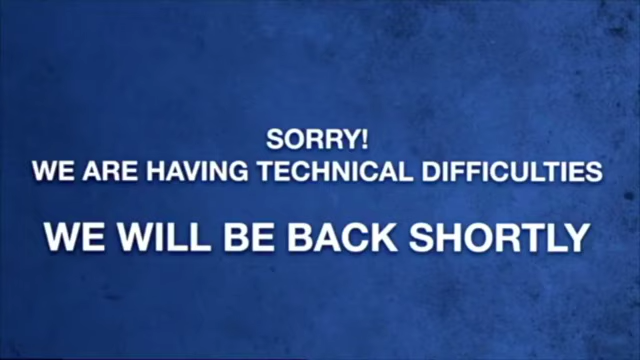 SORRY!
WE ARE HAVING TECHNICAL DIFFICULTIES
WE WILL BE BACK SHORTLY